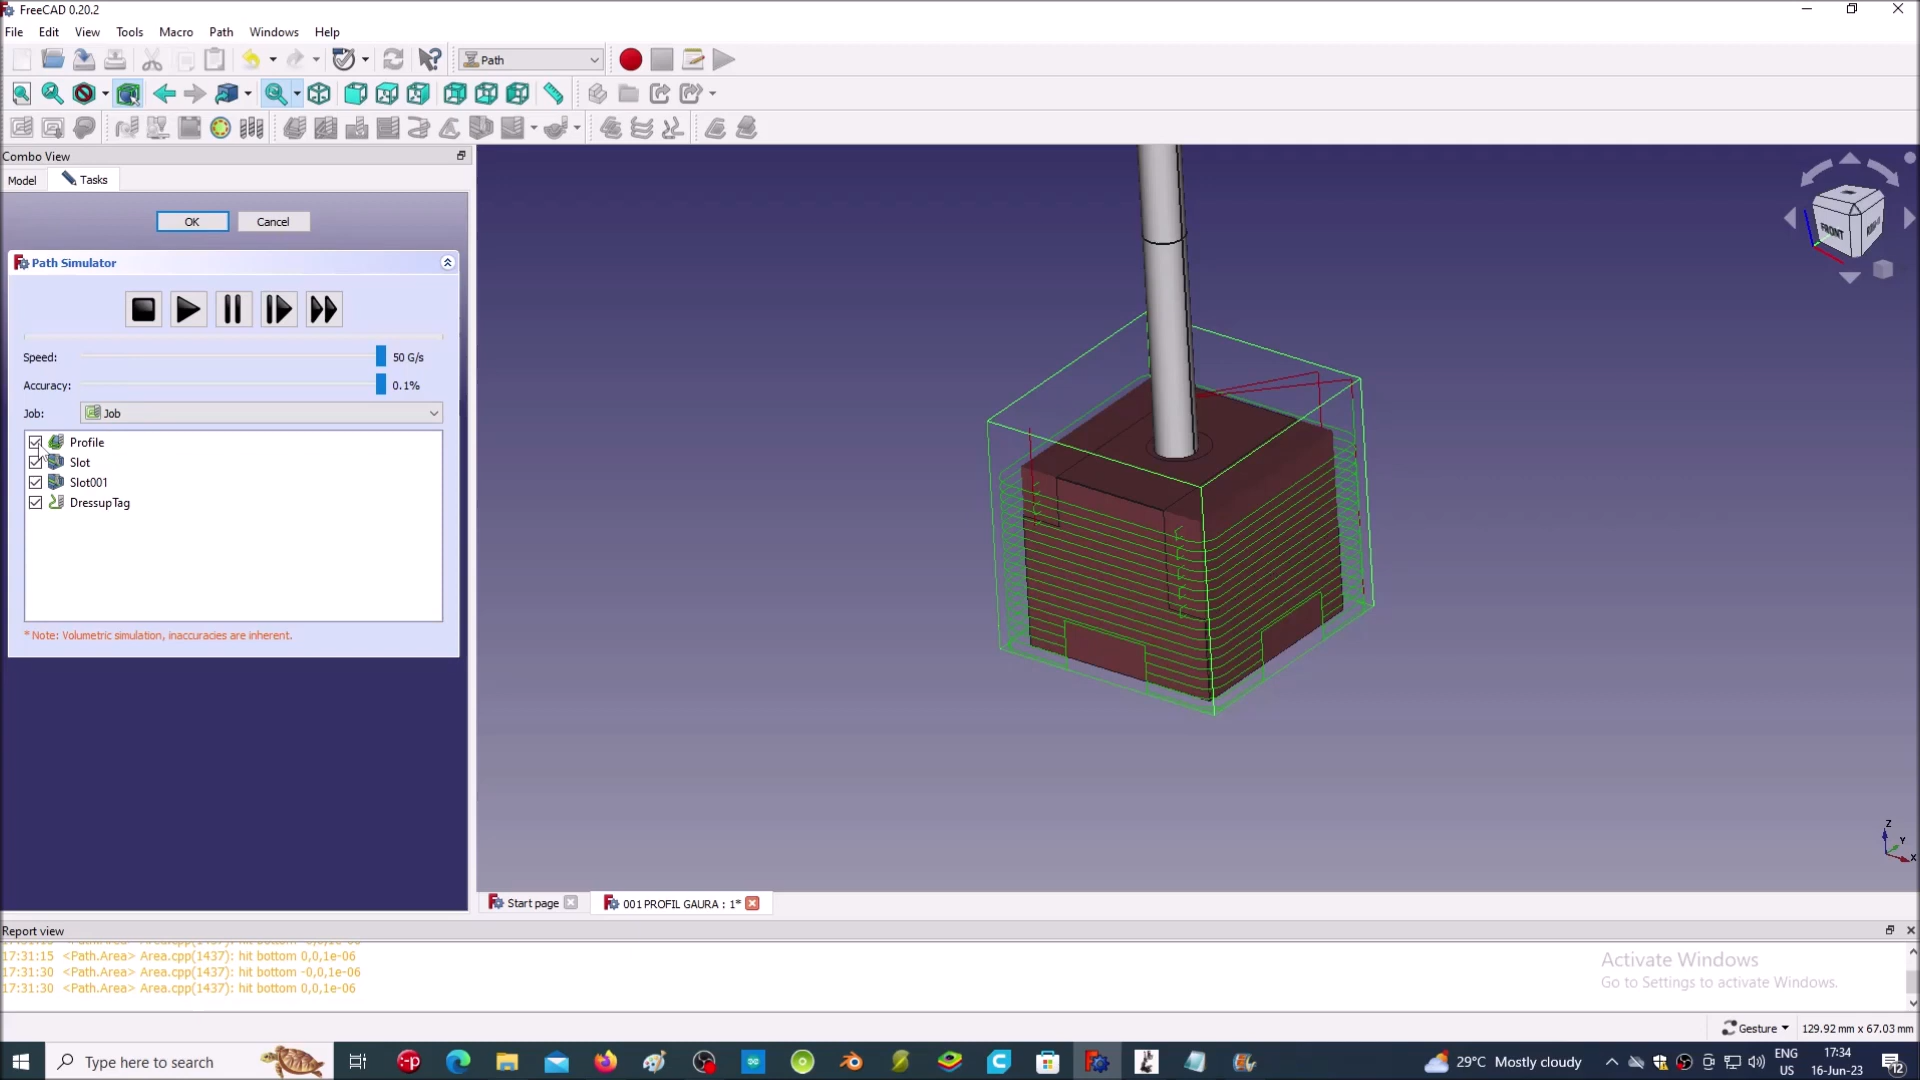 FreeCAD 0.20.2
File Edit View Tools Macro Path Windows Help
Path
Combo View
Model Tasks
OK Cancel
Path Simulator
Speed: 50 G/s
Accuracy: 0.1%
Job: Job
Profile
Slot
Slot001
DressupTag
* Note: Volumetric simulation, inaccuracies are inherent.
FRONT
Z
Y
X
Start page 001 PROFIL GAURA : 1*
Report view
17:31:15 <Path.Area> Area.cpp(1437): hit bottom 0,0,1e-06
17:31:30 <Path.Area> Area.cpp(1437): hit bottom -0,0,1e-06
17:31:30 <Path.Area> Area.cpp(1437): hit bottom 0,0,1e-06
Activate Windows
Go to Settings to activate Windows.
Gesture 129.92 mm x 67.03 mm
Type here to search
29°C Mostly cloudy
ENG
US
17:34
16-Jun-23
12